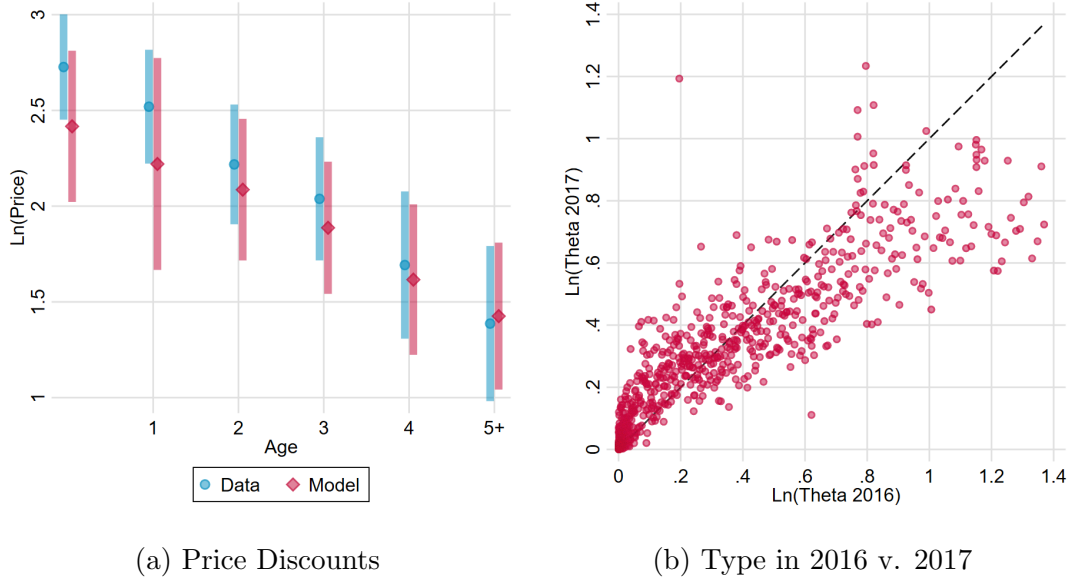 3
2.5
2
1.5
1
Ln(Price)
1 2 3 4 5+
Age
Data Model
(a) Price Discounts
1.4
1.2
1
.8
.6
.4
.2
0
Ln(Theta 2017)
0 .2 .4 .6 .8 1 1.2 1.4
Ln(Theta 2016)
(b) Type in 2016 v. 2017